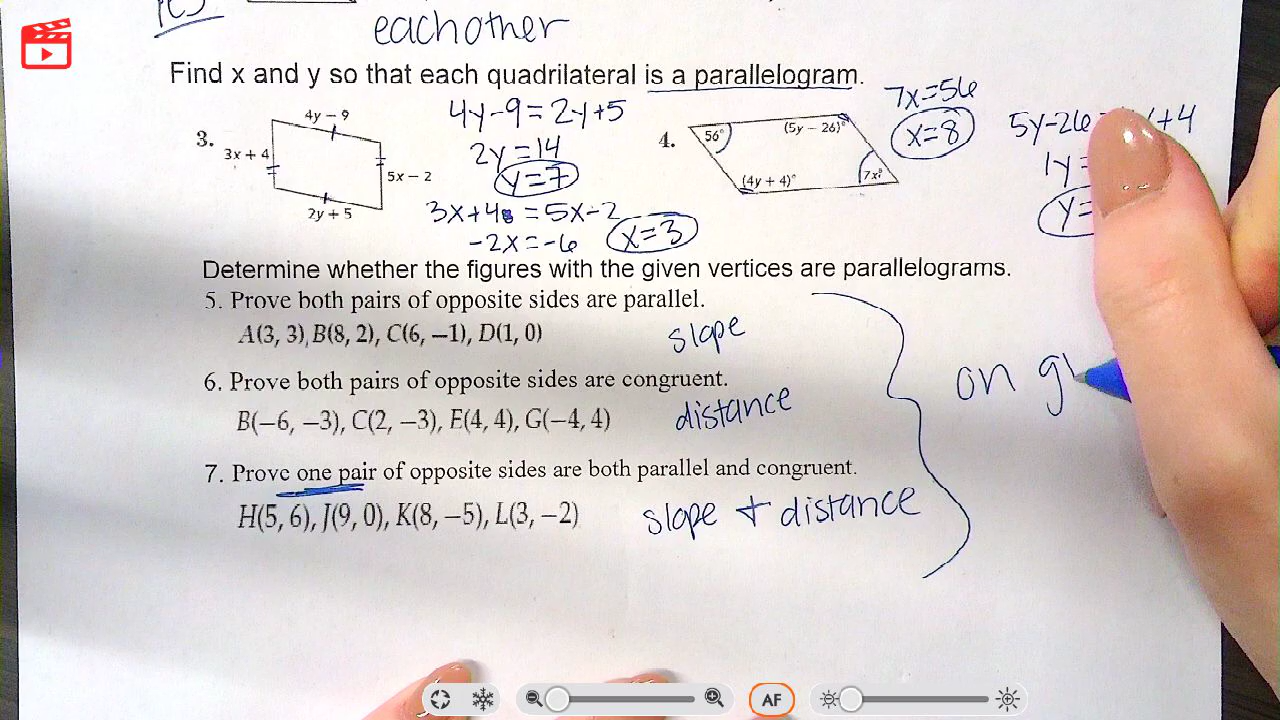 each other
Find x and y so that each quadrilateral is a parallelogram.
3.
4y − 9
3x + 4
5x − 2
2y + 5
4y-9=2y+5
2y=14
y=7
3x+4 =5x-2
-2x=-6
x=3
4.
56°
(5y − 26)°
(4y + 4)°
7x°
7x=56
x=8
5y-26 +4
1y=
y=
Determine whether the figures with the given vertices are parallelograms.
5. Prove both pairs of opposite sides are parallel.
A(3, 3), B(8, 2), C(6, −1), D(1, 0)
slope
6. Prove both pairs of opposite sides are congruent.
B(−6, −3), C(2, −3), E(4, 4), G(−4, 4)
distance
7. Prove one pair of opposite sides are both parallel and congruent.
H(5, 6), J(9, 0), K(8, −5), L(3, −2)
slope + distance
on
AF